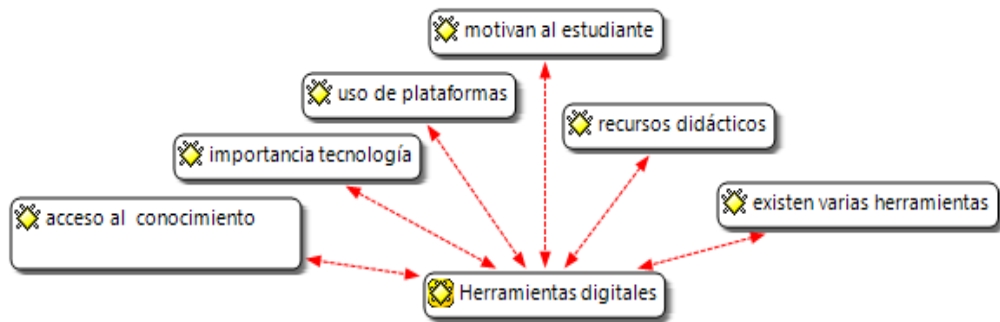 motivan al estudiante
uso de plataformas
recursos didácticos
importancia tecnología
existen varias herramientas
acceso al  conocimiento
Herramientas digitales